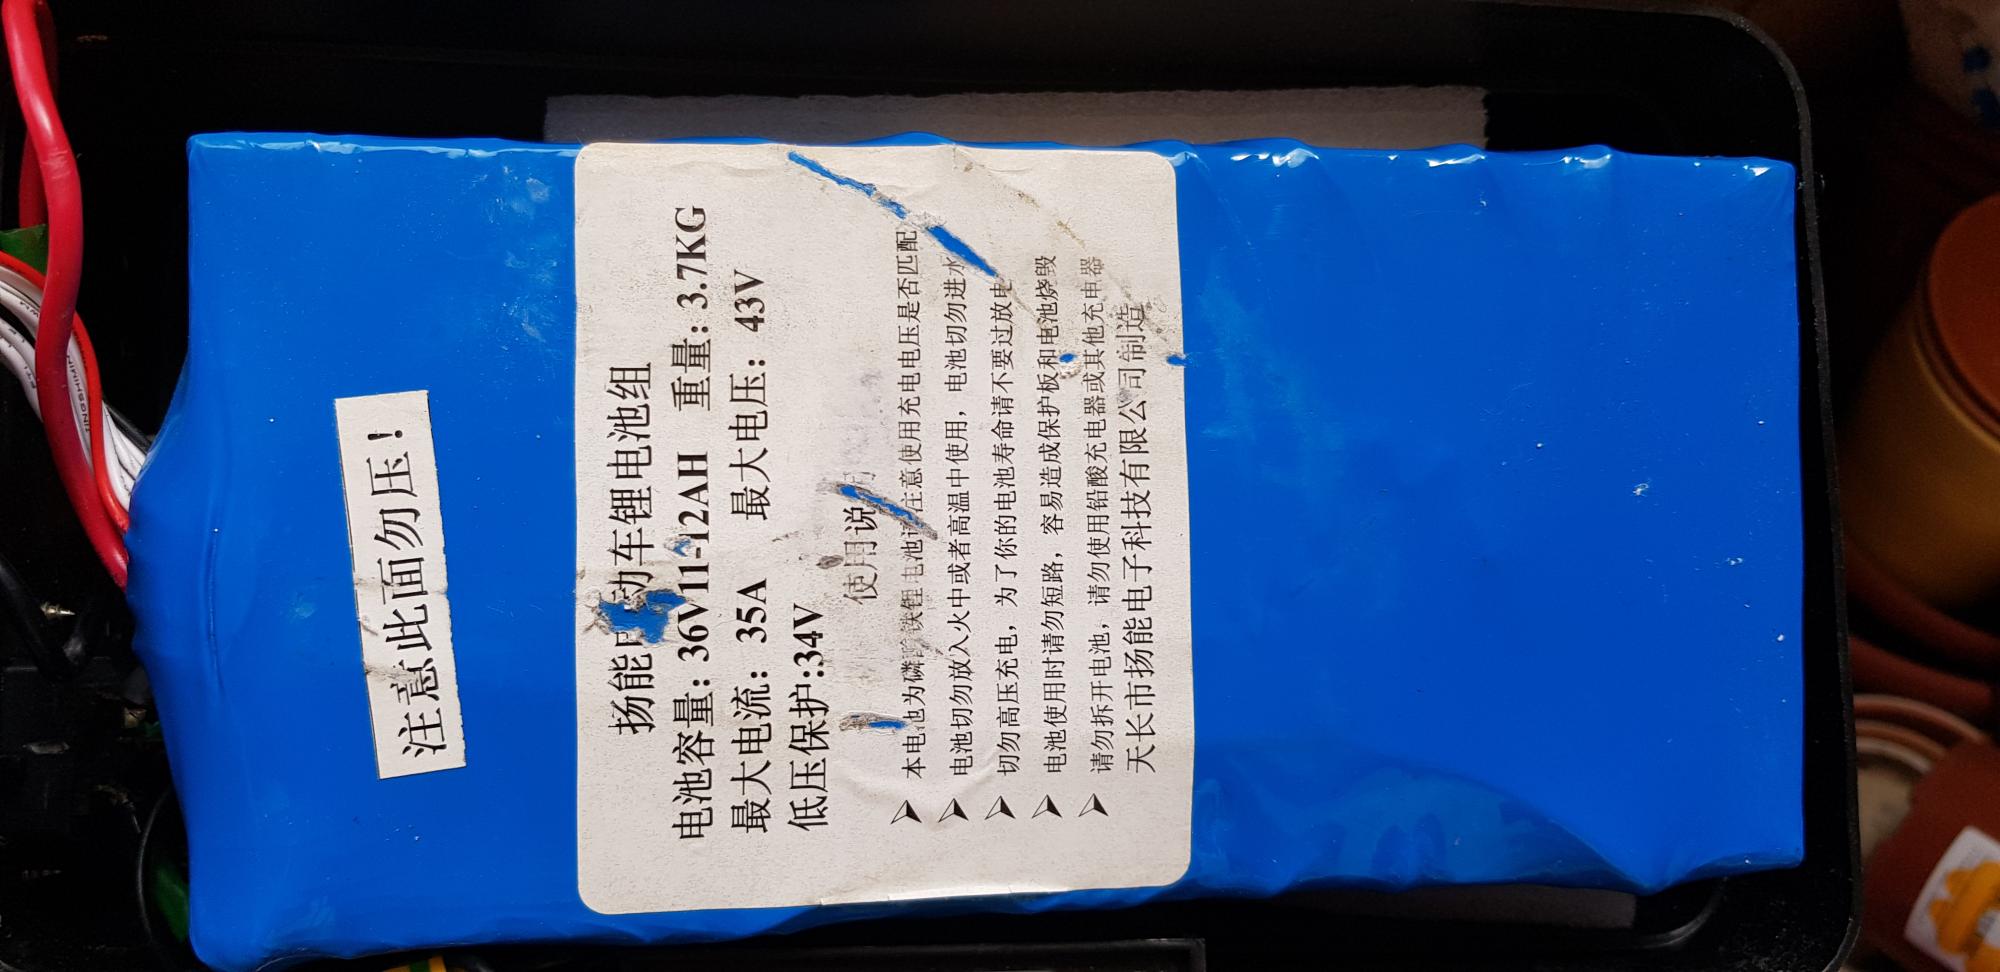 注意此面勿压！
扬能 动车锂电池组
电池容量：36V11-12AH 重量：3.7KG
最大电流：35A 最大电压：43V
低压保护:34V
使用说
本电池为磷 铁锂电池 注意使用充电电压是否匹配
电池切勿放入火中或者高温中使用，电池切勿进水
切勿高压充电，为了你的电池寿命请不要过放电
电池使用时请勿短路，容易造成保护板和电池烧毁
请勿拆开电池，请勿使用铅酸充电器或其他充电器
天长市扬能电子科技有限公司制造